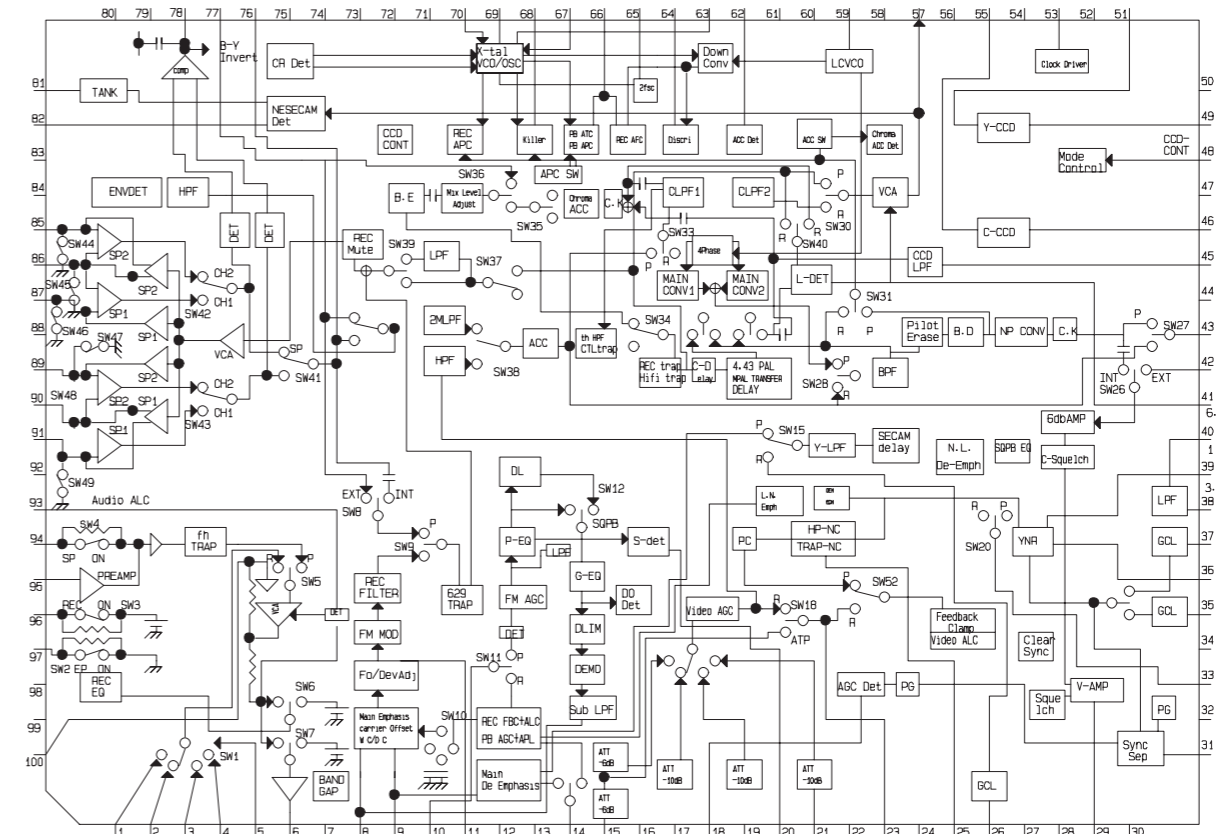 80 79 78 77 76 75 74 73 72 71 70 69 68 67 66 65 64 63 62 61 60 59 58 57 56 55 54 53 52 51
B-Y
Invert
comp
CR Det
X-tal
VCO/OSC
Down
Conv
LCVCO
Clock Driver
81
TANK
2fsc
50
82
NESECAM
Det
CCD
CONT
REC
APC
Killer
PB ATC
PB APC
REC AFC
Discri
ACC Det
ACC SW
Chroma
ACC Det
Y-CCD
49
83
SW36
APC SW
Mode
Control
CCD-
CONT
48
84
ENVDET
HPF
B.E
Mix Level
Adjust
Chroma
ACC
C.K
CLPF1
CLPF2
P
VCA
47
85
SW44
SP2
DET
DET
REC
Mute
SW39
SW35
SW33
R
R
SW30
SW40
C-CCD
46
86
LPF
SW37
P
R
4Phase
CCD
LPF
45
SW45
SP2
CH2
MAIN
CONV1
MAIN
CONV2
L-DET
87
SP1
CH1
SW42
SW31
44
88
SW46
SP1
2MLPF
th HPF
CTLtrap
SW34
R
P
Pilot
Erase
B.D
NP CONV
C.K
P
SW27
43
SW47
VCA
SP
ACC
R
89
SP2
SW41
HPF
SW38
REC trap
Hifi trap
C-D
elay
4.43 PAL
MPAL TRANSFER
DELAY
P
SW28
BPF
INT
EXT
42
SW48
CH2
SW26
90
SP2
SP1
CH1
SW43
R
41
91
SP1
6dbAMP
6.
40
P
SW15
Y-LPF
SECAM
delay
N.L.
De-Emph
SQPB EQ
C-Squelch
1
92
SW49
DL
R
39
93
Audio ALC
EXT
INT
SW8
SW12
L.N.
Emph
LPF
3.
38
SQPB
R
P
94
SW4
SP
ON
fh
TRAP
P
SW9
P-EQ
LPF
S-det
PC
HP-NC
TRAP-NC
SW20
YNR
GCL
37
R
P
P
95
PREAMP
SW5
REC
FILTER
629
TRAP
G-EQ
P
SW52
36
96
REC
ON
SW3
DET
FM AGC
DO
Det
Video AGC
R
SW18
R
Feedback
Clamp
Video ALC
GCL
35
FM MOD
DET
DLIM
ATP
Clear
Sync
34
97
SW2
EP
ON
SW11
P
98
REC
EQ
SW6
Fo/DevAdj
R
DEMO
AGC Det
PG
V-AMP
33
Sub LPF
Sque
lch
PG
32
99
SW7
Main Emphasis
carrier Offset
W C/D C
SW10
REC FBC+ALC
PB AGC+APL
100
SW1
ATT
-6dB
ATT
-10dB
ATT
-10dB
ATT
-10dB
Sync
Sep
31
BAND
GAP
Main
De Emphasis
ATT
-6dB
GCL
1 2 3 4 5 6 7 8 9 10 11 12 13 14 15 16 17 18 19 20 21 22 23 24 25 26 27 28 29 30